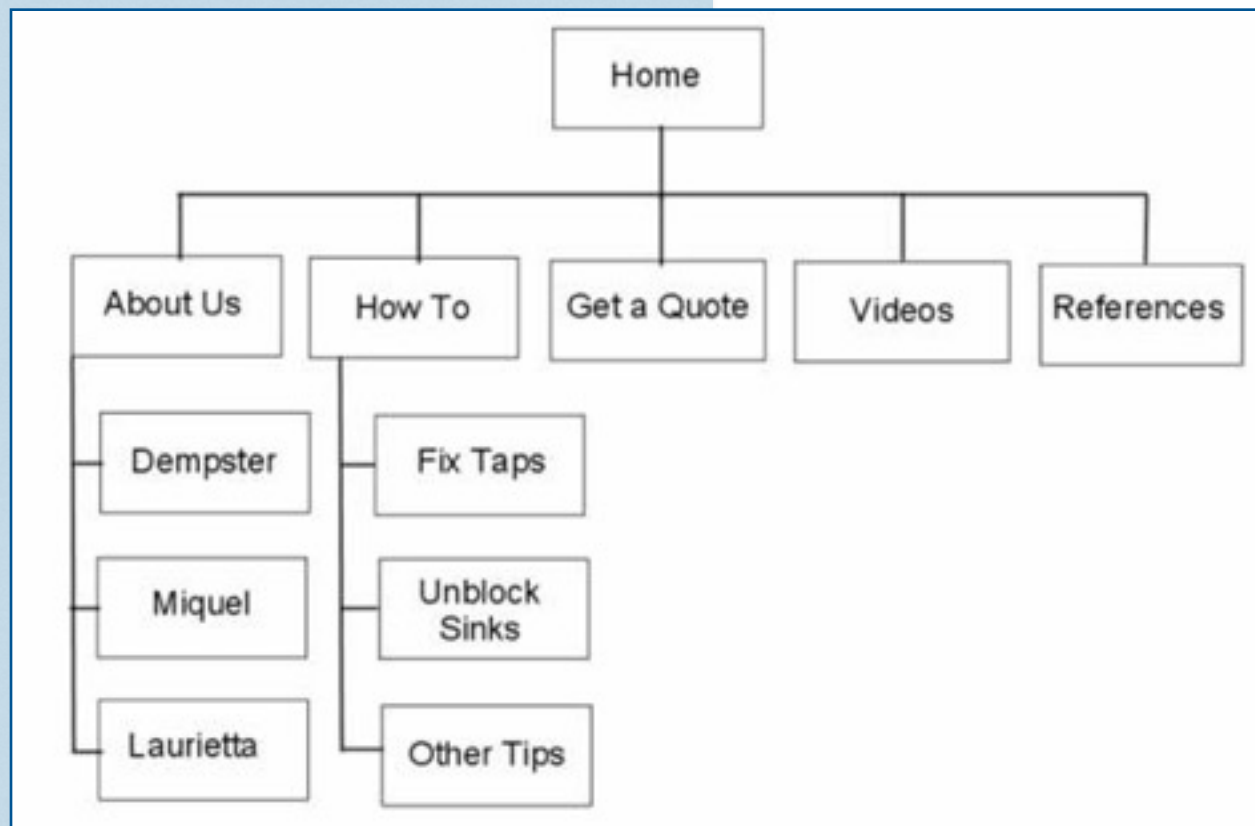 Home
About Us
How To
Get a Quote
Videos
References
Dempster
Fix Taps
Miquel
Unblock
Sinks
Laurietta
Other Tips